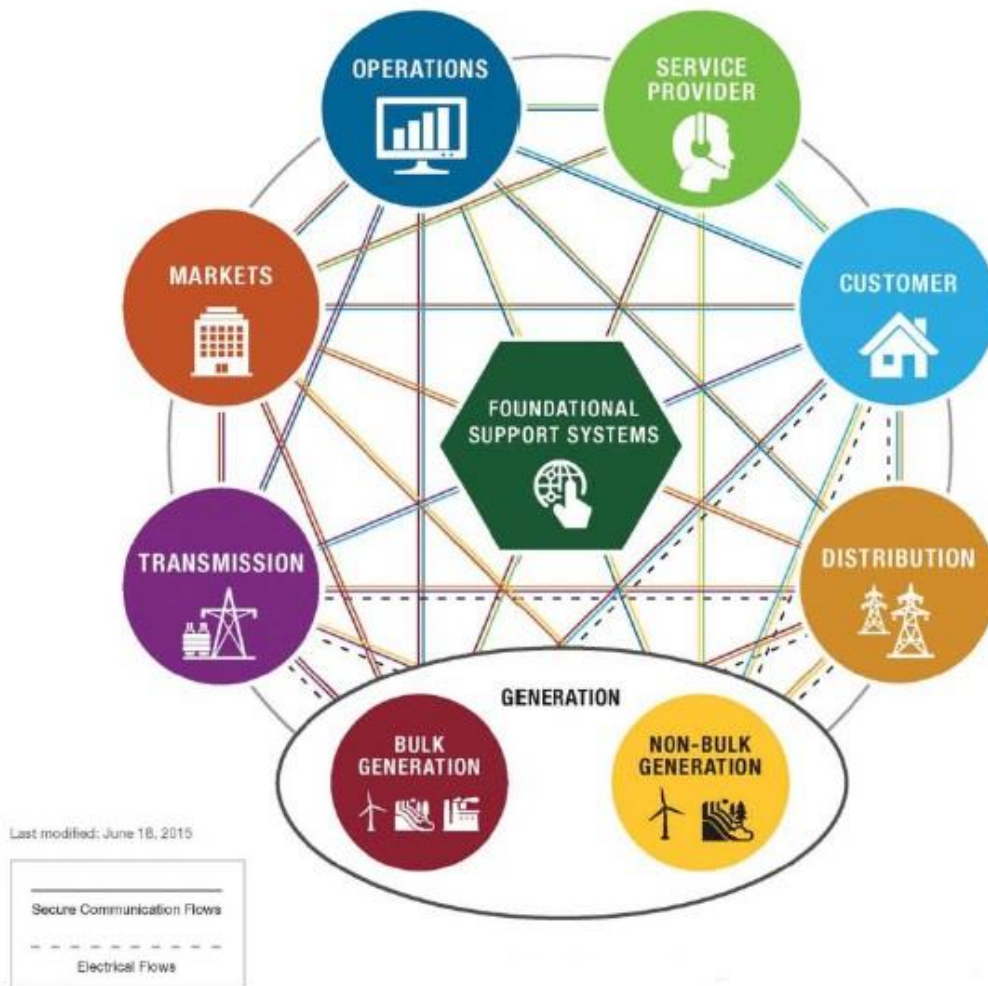 OPERATIONS
SERVICE
PROVIDER
MARKETS
CUSTOMER
FOUNDATIONAL
SUPPORT SYSTEMS
TRANSMISSION
DISTRIBUTION
GENERATION
BULK
GENERATION
NON-BULK
GENERATION
Last modified: June 18, 2015
Secure Communication Flows
Electrical Flows